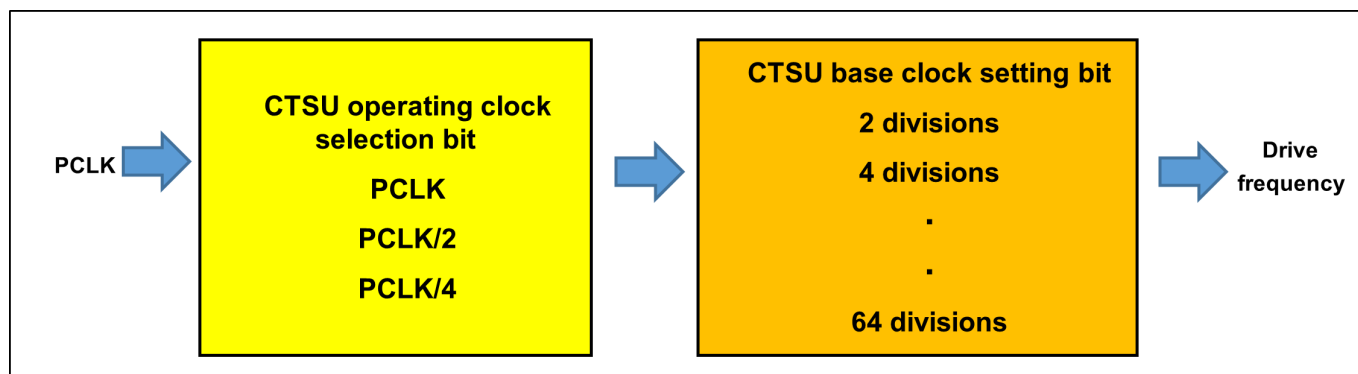 PCLK
CTSU operating clock
selection bit
PCLK
PCLK/2
PCLK/4
CTSU base clock setting bit
2 divisions
4 divisions
.
.
64 divisions
Drive
frequency